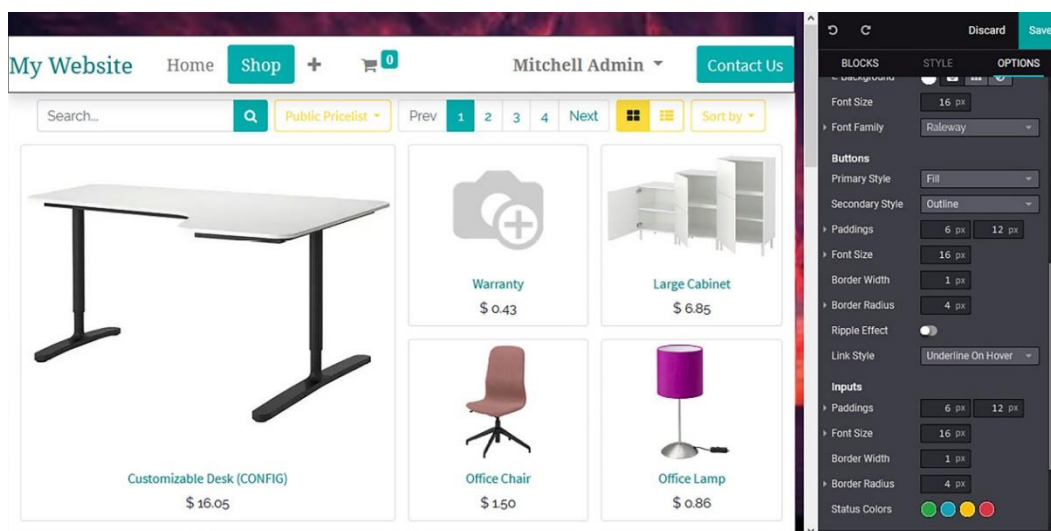 My Website Home Shop + 0 Mitchell Admin Contact Us
Search... Public Pricelist Prev 1 2 3 4 Next Sort by
Warranty
$ 0.43
Large Cabinet
$ 6.85
Customizable Desk (CONFIG)
$ 16.05
Office Chair
$ 1.50
Office Lamp
$ 0.86
Discard Save
BLOCKS STYLE OPTIONS
Background
Font Size 16 px
Font Family Raleway
Buttons
Primary Style Fill
Secondary Style Outline
Paddings 6 px 12 px
Font Size 16 px
Border Width 1 px
Border Radius 4 px
Ripple Effect
Link Style Underline On Hover
Inputs
Paddings 6 px 12 px
Font Size 16 px
Border Width 1 px
Border Radius 4 px
Status Colors